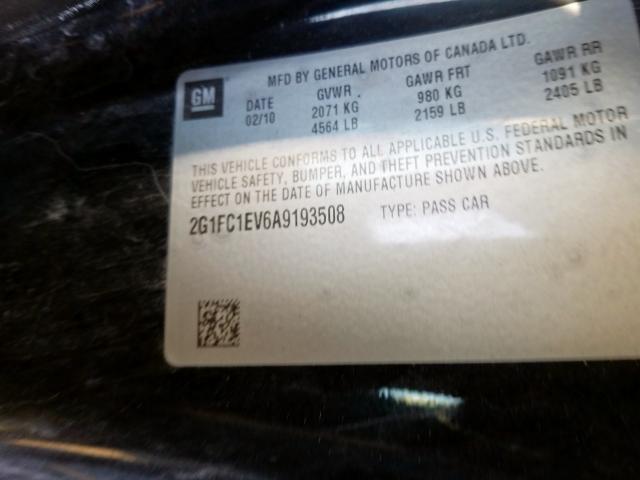 GM
MFD BY GENERAL MOTORS OF CANADA LTD.
DATE GVWR GAWR FRT GAWR RR
02/10 2071 KG 980 KG 1091 KG
4564 LB 2159 LB 2405 LB
THIS VEHICLE CONFORMS TO ALL APPLICABLE U.S. FEDERAL MOTOR
VEHICLE SAFETY, BUMPER, AND THEFT PREVENTION STANDARDS IN
EFFECT ON THE DATE OF MANUFACTURE SHOWN ABOVE.
2G1FC1EV6A9193508 TYPE: PASS CAR